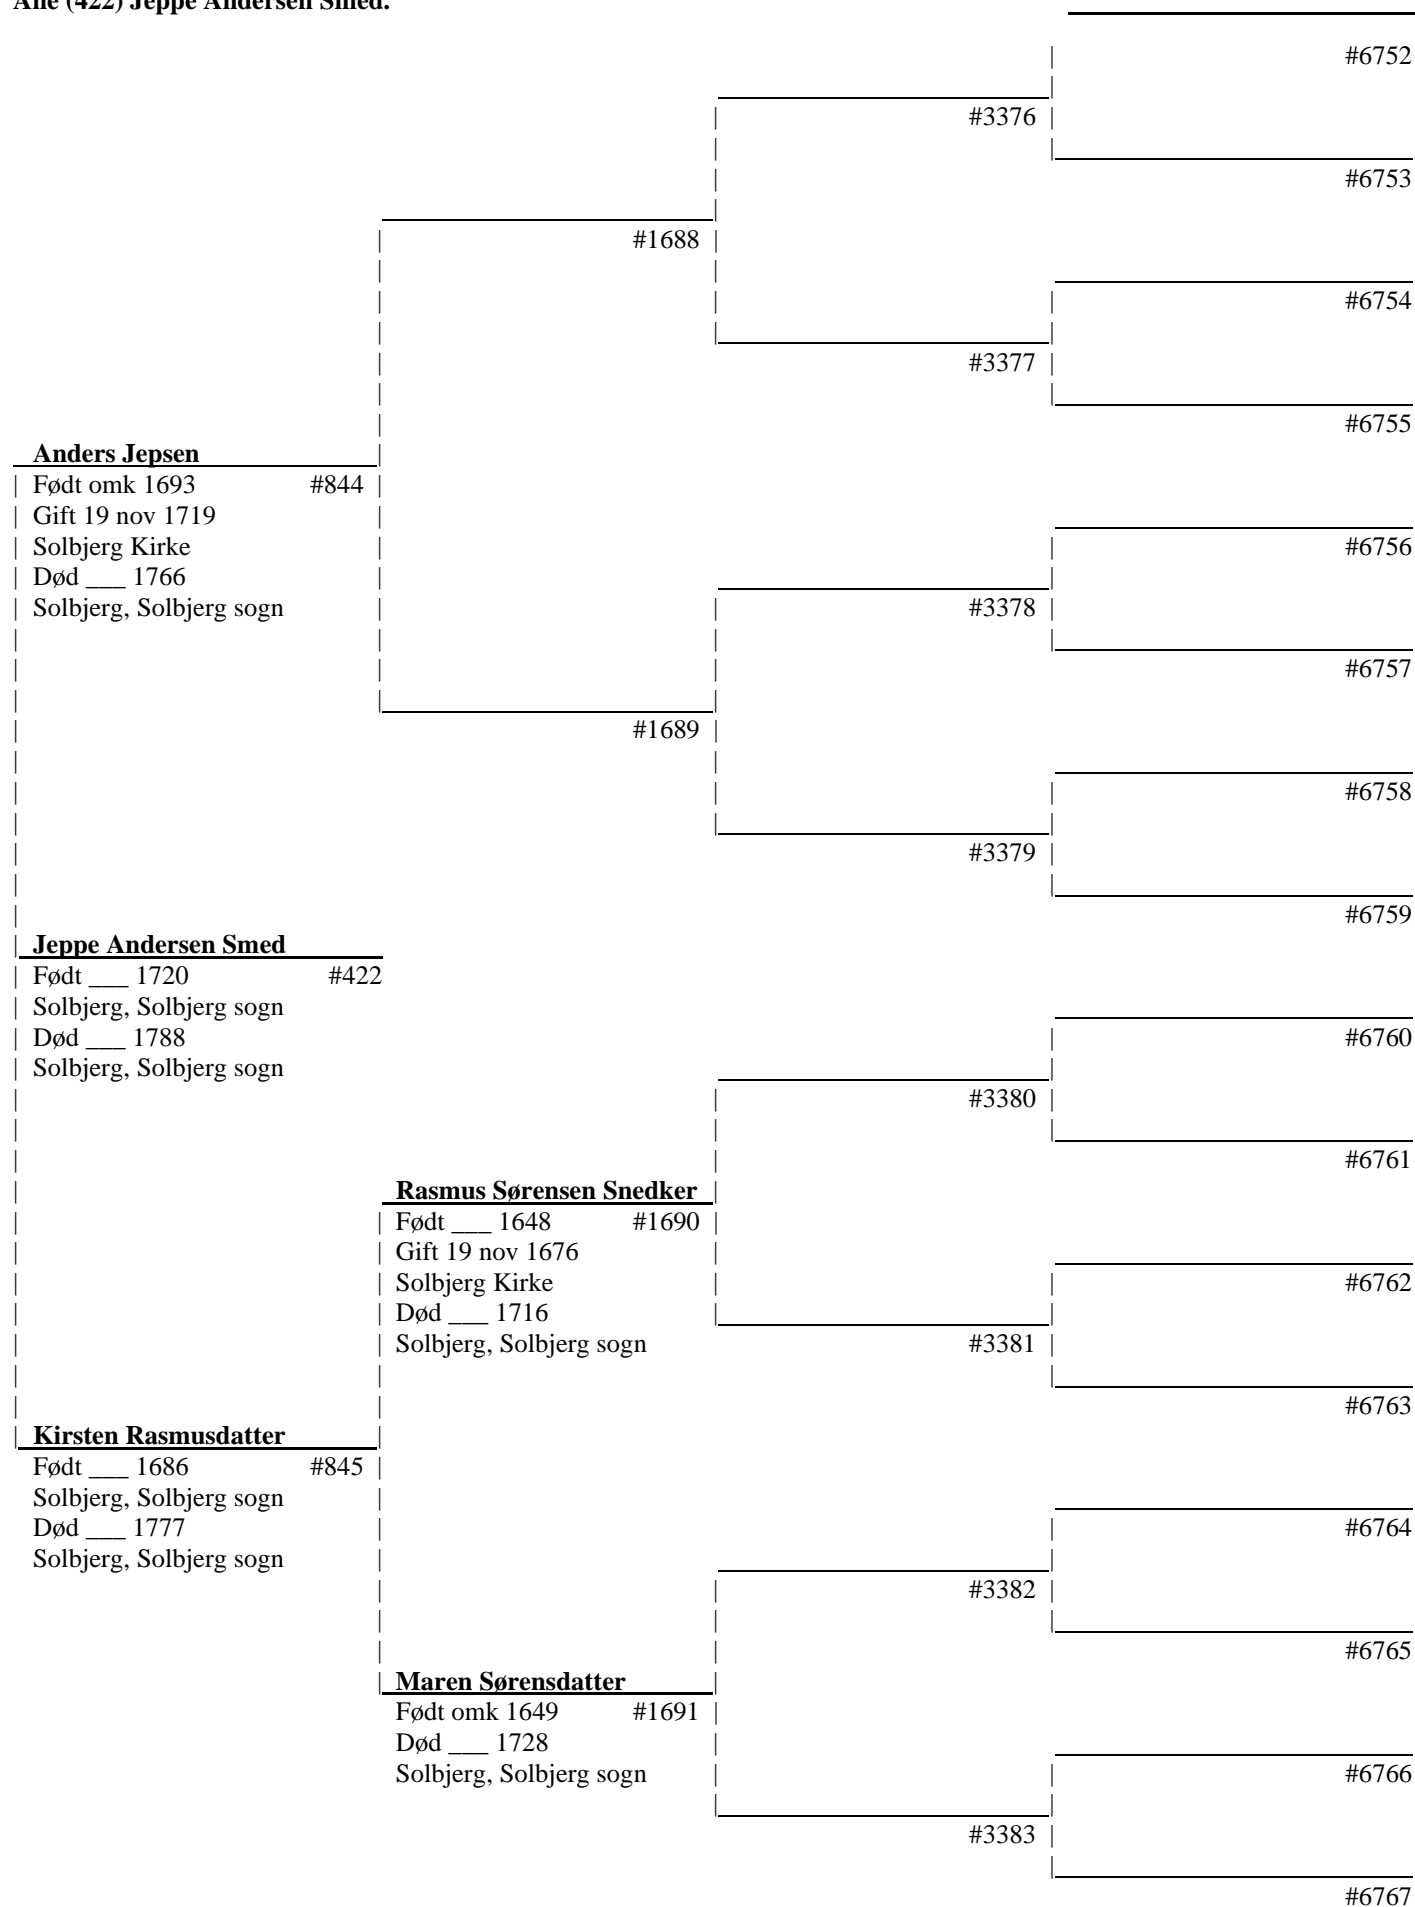 Ane (422) Jeppe Andersen Smed.
#6752
#3376
#6753
#1688
#6754
#3377
#6755
Anders Jepsen
Født omk 1693 #844
Gift 19 nov 1719
Solbjerg Kirke
#6756
Død ___ 1766
Solbjerg, Solbjerg sogn
#3378
#6757
#1689
#6758
#3379
#6759
Jeppe Andersen Smed
Født ___ 1720 #422
Solbjerg, Solbjerg sogn
Død ___ 1788
#6760
Solbjerg, Solbjerg sogn
#3380
#6761
Rasmus Sørensen Snedker
Født ___ 1648 #1690
Gift 19 nov 1676
Solbjerg Kirke
#6762
Død ___ 1716
Solbjerg, Solbjerg sogn
#3381
#6763
Kirsten Rasmusdatter
Født ___ 1686 #845
Solbjerg, Solbjerg sogn
Død ___ 1777
#6764
Solbjerg, Solbjerg sogn
#3382
#6765
Maren Sørensdatter
Født omk 1649 #1691
Død ___ 1728
Solbjerg, Solbjerg sogn
#6766
#3383
#6767